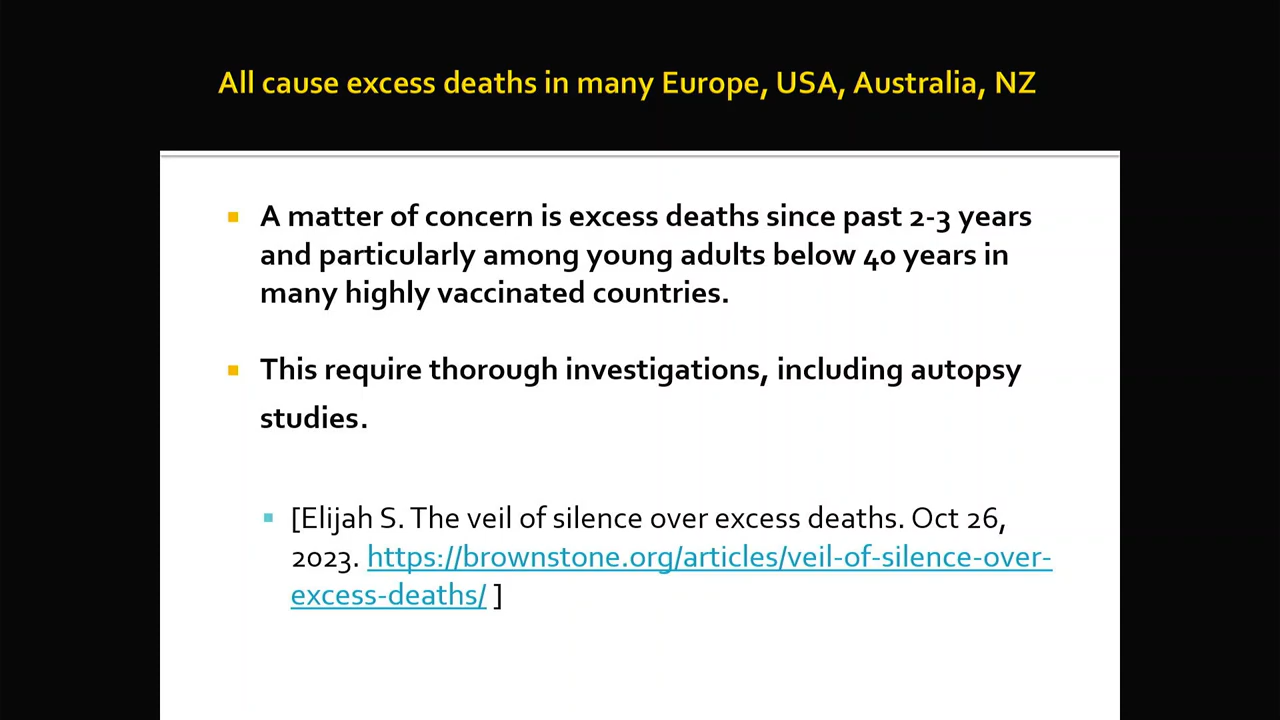 All cause excess deaths in many Europe, USA, Australia, NZ
A matter of concern is excess deaths since past 2-3 years
and particularly among young adults below 40 years in
many highly vaccinated countries.
This require thorough investigations, including autopsy
studies.
[Elijah S. The veil of silence over excess deaths. Oct 26,
2023. https://brownstone.org/articles/veil-of-silence-over-
excess-deaths/ ]